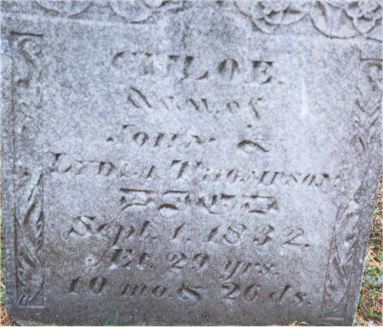 CHLOE.
JOHN &
LYDIA THOMPSON,
DIED
Sept. 1. 1832.
Æt. 29 yrs.
10 mo. & 26 ds.